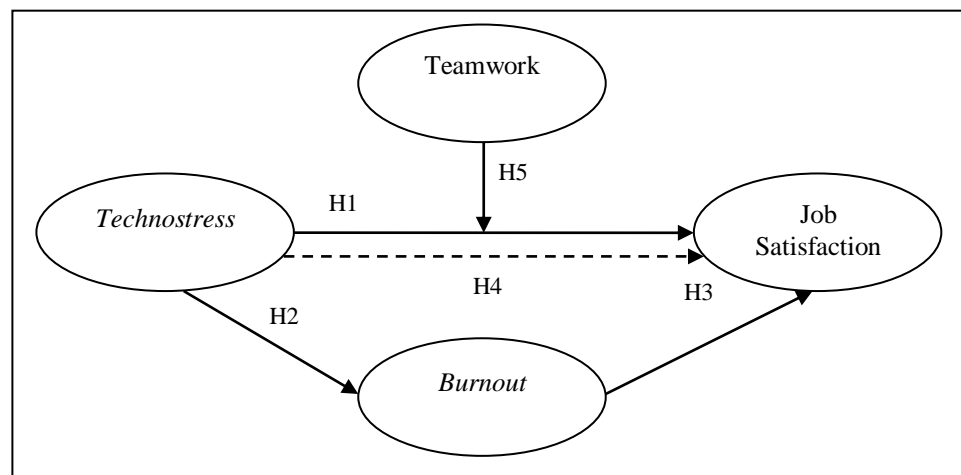 Teamwork
H5
H1
Technostress
Job
Satisfaction
H4
H3
H2
Burnout